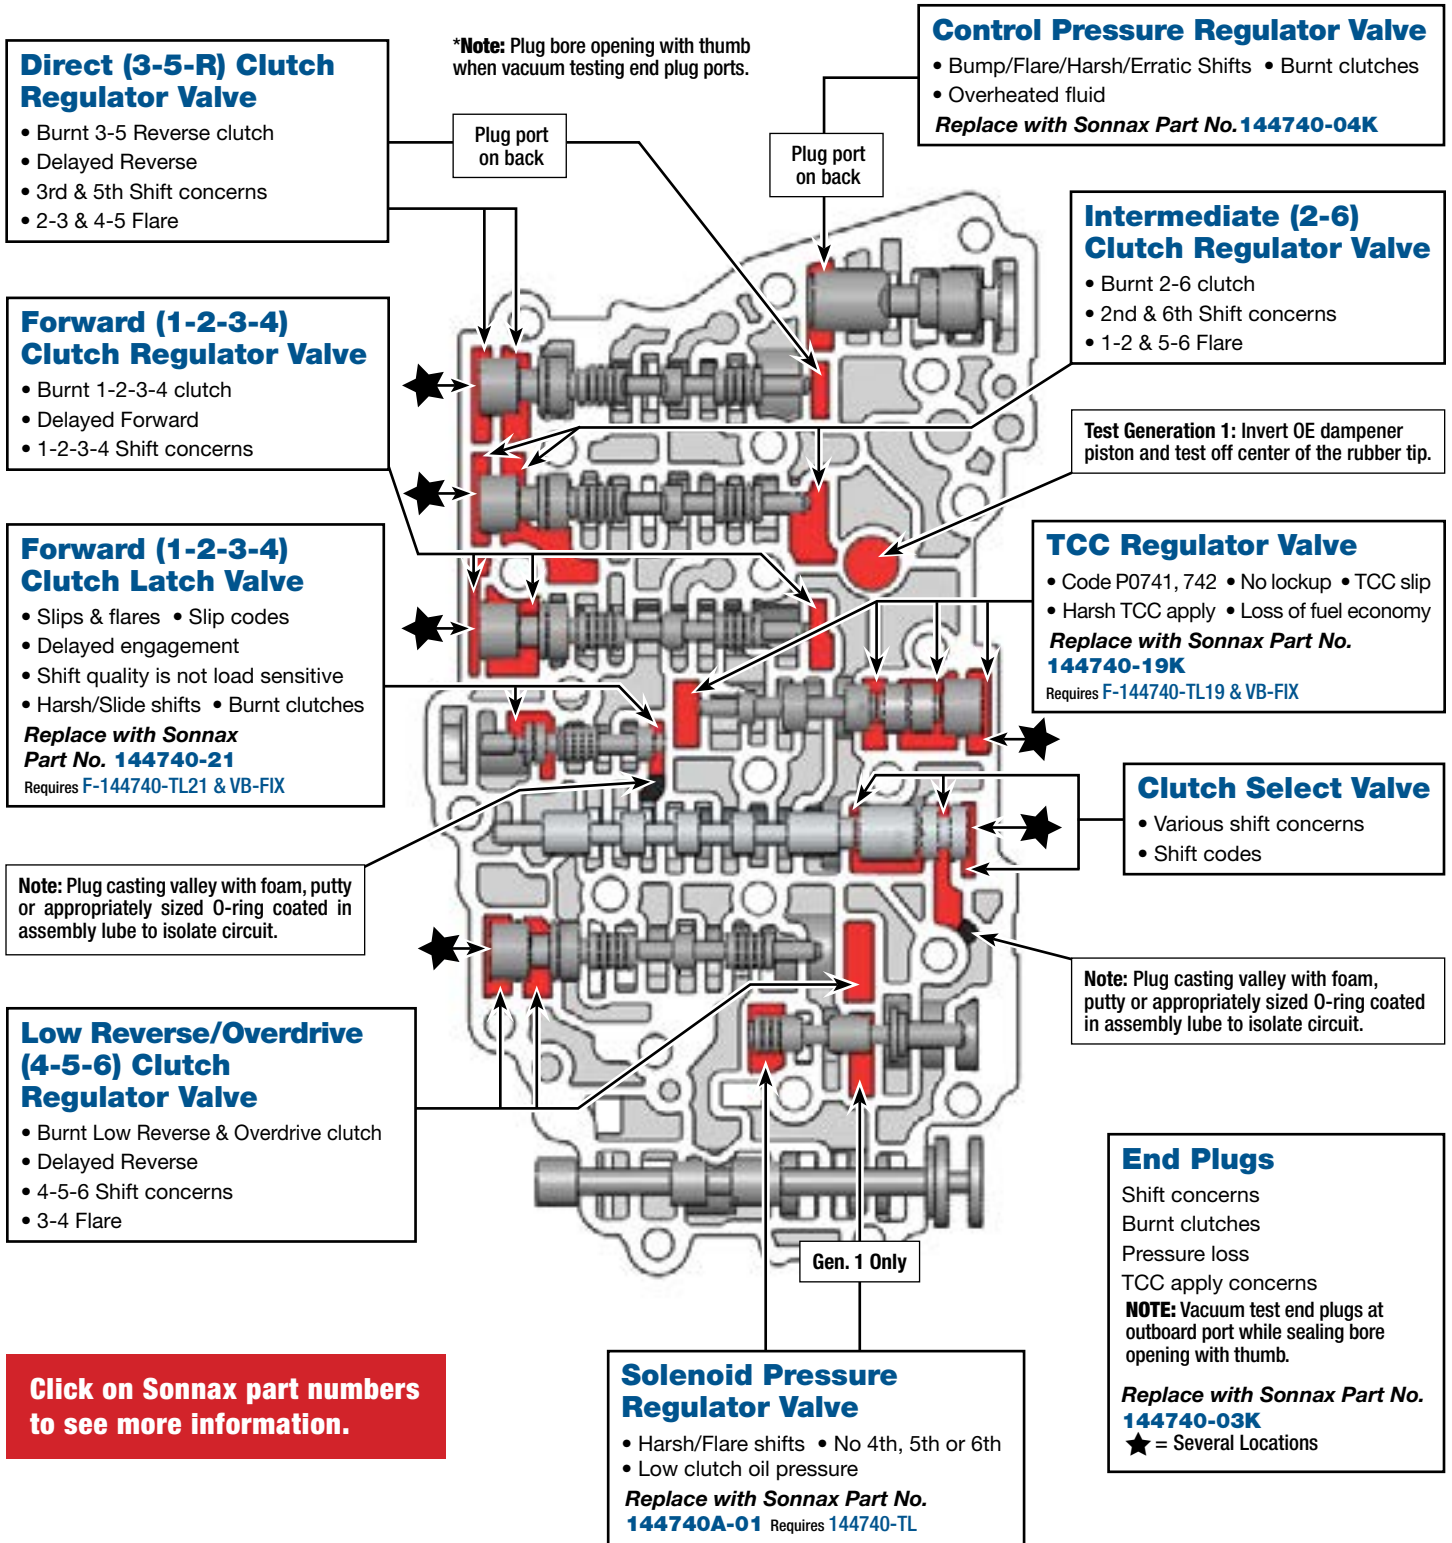 Direct (3-5-R) Clutch
Regulator Valve
• Burnt 3-5 Reverse clutch
• Delayed Reverse
• 3rd & 5th Shift concerns
• 2-3 & 4-5 Flare
*Note: Plug bore opening with thumb
when vacuum testing end plug ports.
Plug port
on back
Plug port
on back
Control Pressure Regulator Valve
• Bump/Flare/Harsh/Erratic Shifts • Burnt clutches
• Overheated fluid
Replace with Sonnax Part No. 144740-04K
Intermediate (2-6)
Clutch Regulator Valve
• Burnt 2-6 clutch
• 2nd & 6th Shift concerns
• 1-2 & 5-6 Flare
Forward (1-2-3-4)
Clutch Regulator Valve
• Burnt 1-2-3-4 clutch
• Delayed Forward
• 1-2-3-4 Shift concerns
Test Generation 1: Invert OE dampener
piston and test off center of the rubber tip.
Forward (1-2-3-4)
Clutch Latch Valve
• Slips & flares • Slip codes
• Delayed engagement
• Shift quality is not load sensitive
• Harsh/Slide shifts • Burnt clutches
Replace with Sonnax
Part No. 144740-21
Requires F-144740-TL21 & VB-FIX
TCC Regulator Valve
• Code P0741, 742 • No lockup • TCC slip
• Harsh TCC apply • Loss of fuel economy
Replace with Sonnax Part No.
144740-19K
Requires F-144740-TL19 & VB-FIX
Clutch Select Valve
• Various shift concerns
• Shift codes
Note: Plug casting valley with foam, putty
or appropriately sized O-ring coated in
assembly lube to isolate circuit.
Note: Plug casting valley with foam,
putty or appropriately sized O-ring coated
in assembly lube to isolate circuit.
Low Reverse/Overdrive
(4-5-6) Clutch
Regulator Valve
• Burnt Low Reverse & Overdrive clutch
• Delayed Reverse
• 4-5-6 Shift concerns
• 3-4 Flare
Gen. 1 Only
End Plugs
Shift concerns
Burnt clutches
Pressure loss
TCC apply concerns
NOTE: Vacuum test end plugs at
outboard port while sealing bore
opening with thumb.
Replace with Sonnax Part No.
144740-03K
★ = Several Locations
Click on Sonnax part numbers
to see more information.
Solenoid Pressure
Regulator Valve
• Harsh/Flare shifts • No 4th, 5th or 6th
• Low clutch oil pressure
Replace with Sonnax Part No.
144740A-01 Requires 144740-TL